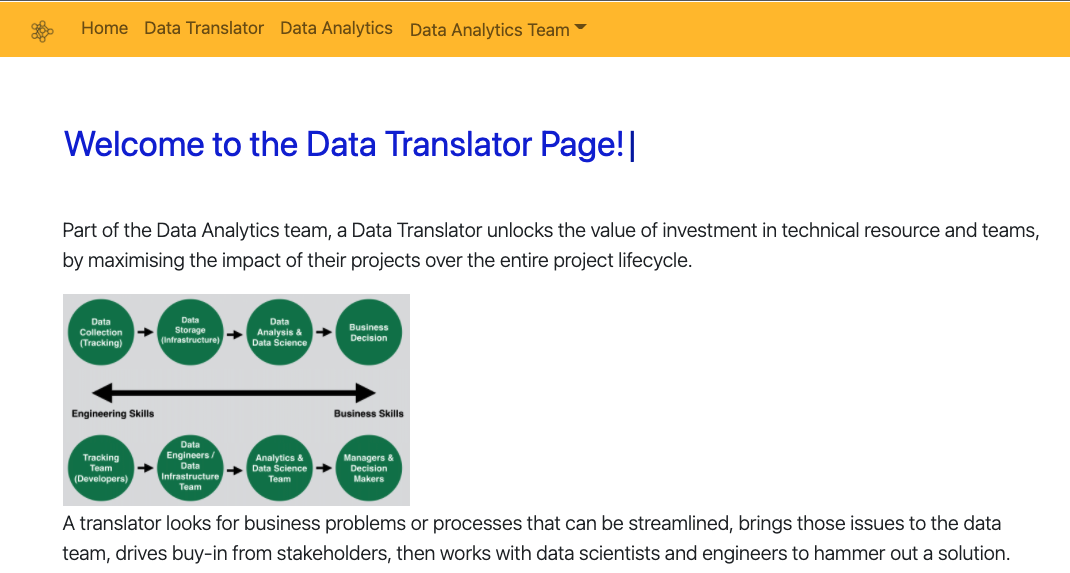 Home Data Translator Data Analytics Data Analytics Team
Welcome to the Data Translator Page!|
Part of the Data Analytics team, a Data Translator unlocks the value of investment in technical resource and teams,
by maximising the impact of their projects over the entire project lifecycle.
Data
Collection
(Tracking)
Data
Storage
(Infrastructure)
Data
Analysis &
Data Science
Business
Decision
Engineering Skills
Business Skills
Tracking
Team
(Developers)
Data
Engineers /
Data
Infrastructure
Team
Analytics &
Data Science
Team
Managers &
Decision
Makers
A translator looks for business problems or processes that can be streamlined, brings those issues to the data
team, drives buy-in from stakeholders, then works with data scientists and engineers to hammer out a solution.